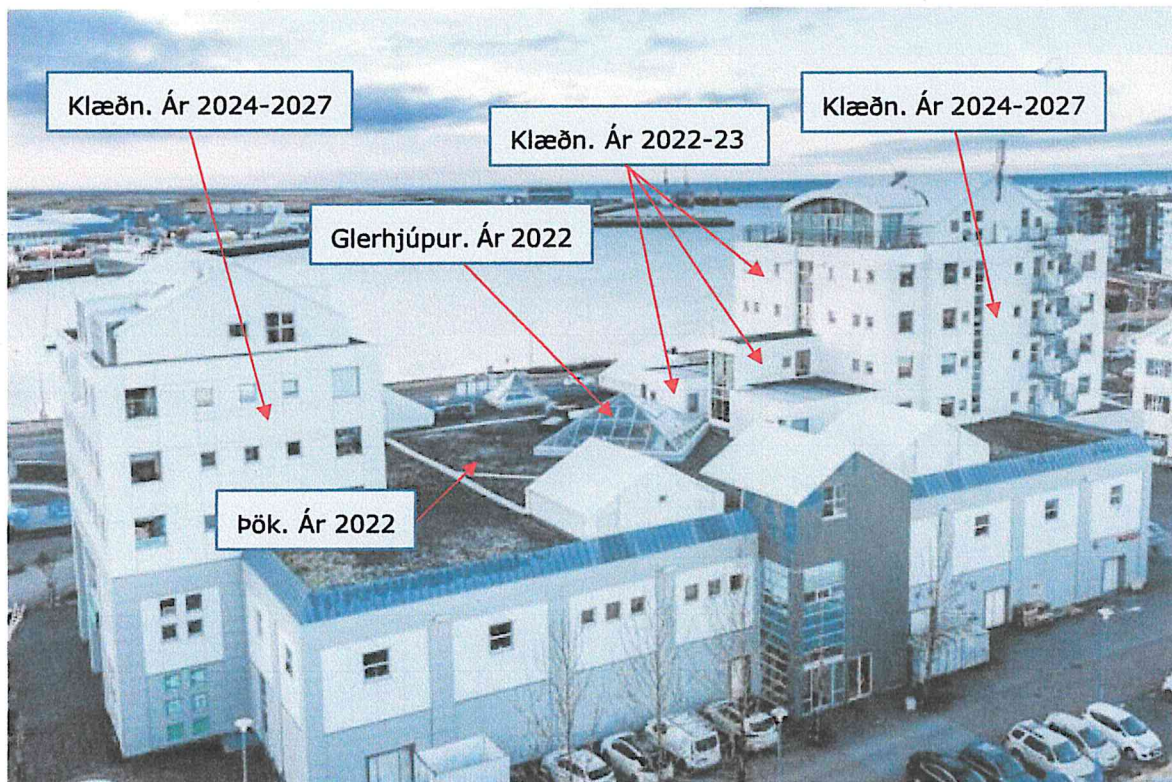 Klæðn. Ár 2024-2027
Klæðn. Ár 2024-2027
Klæðn. Ár 2022-23
Glerhjúpur. Ár 2022
Þök. Ár 2022